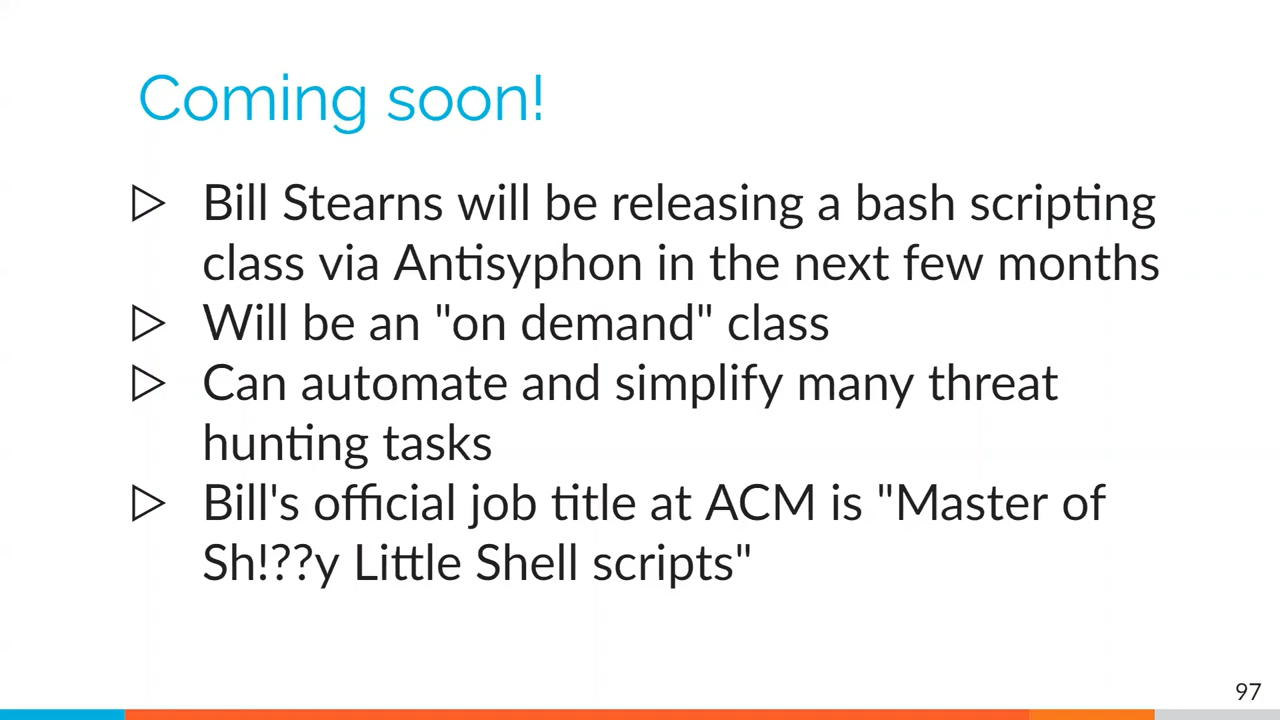 Coming soon!
▷ Bill Stearns will be releasing a bash scripting
class via Antisyphon in the next few months
▷ Will be an "on demand" class
▷ Can automate and simplify many threat
hunting tasks
▷ Bill's official job title at ACM is "Master of
Sh!??y Little Shell scripts"
97